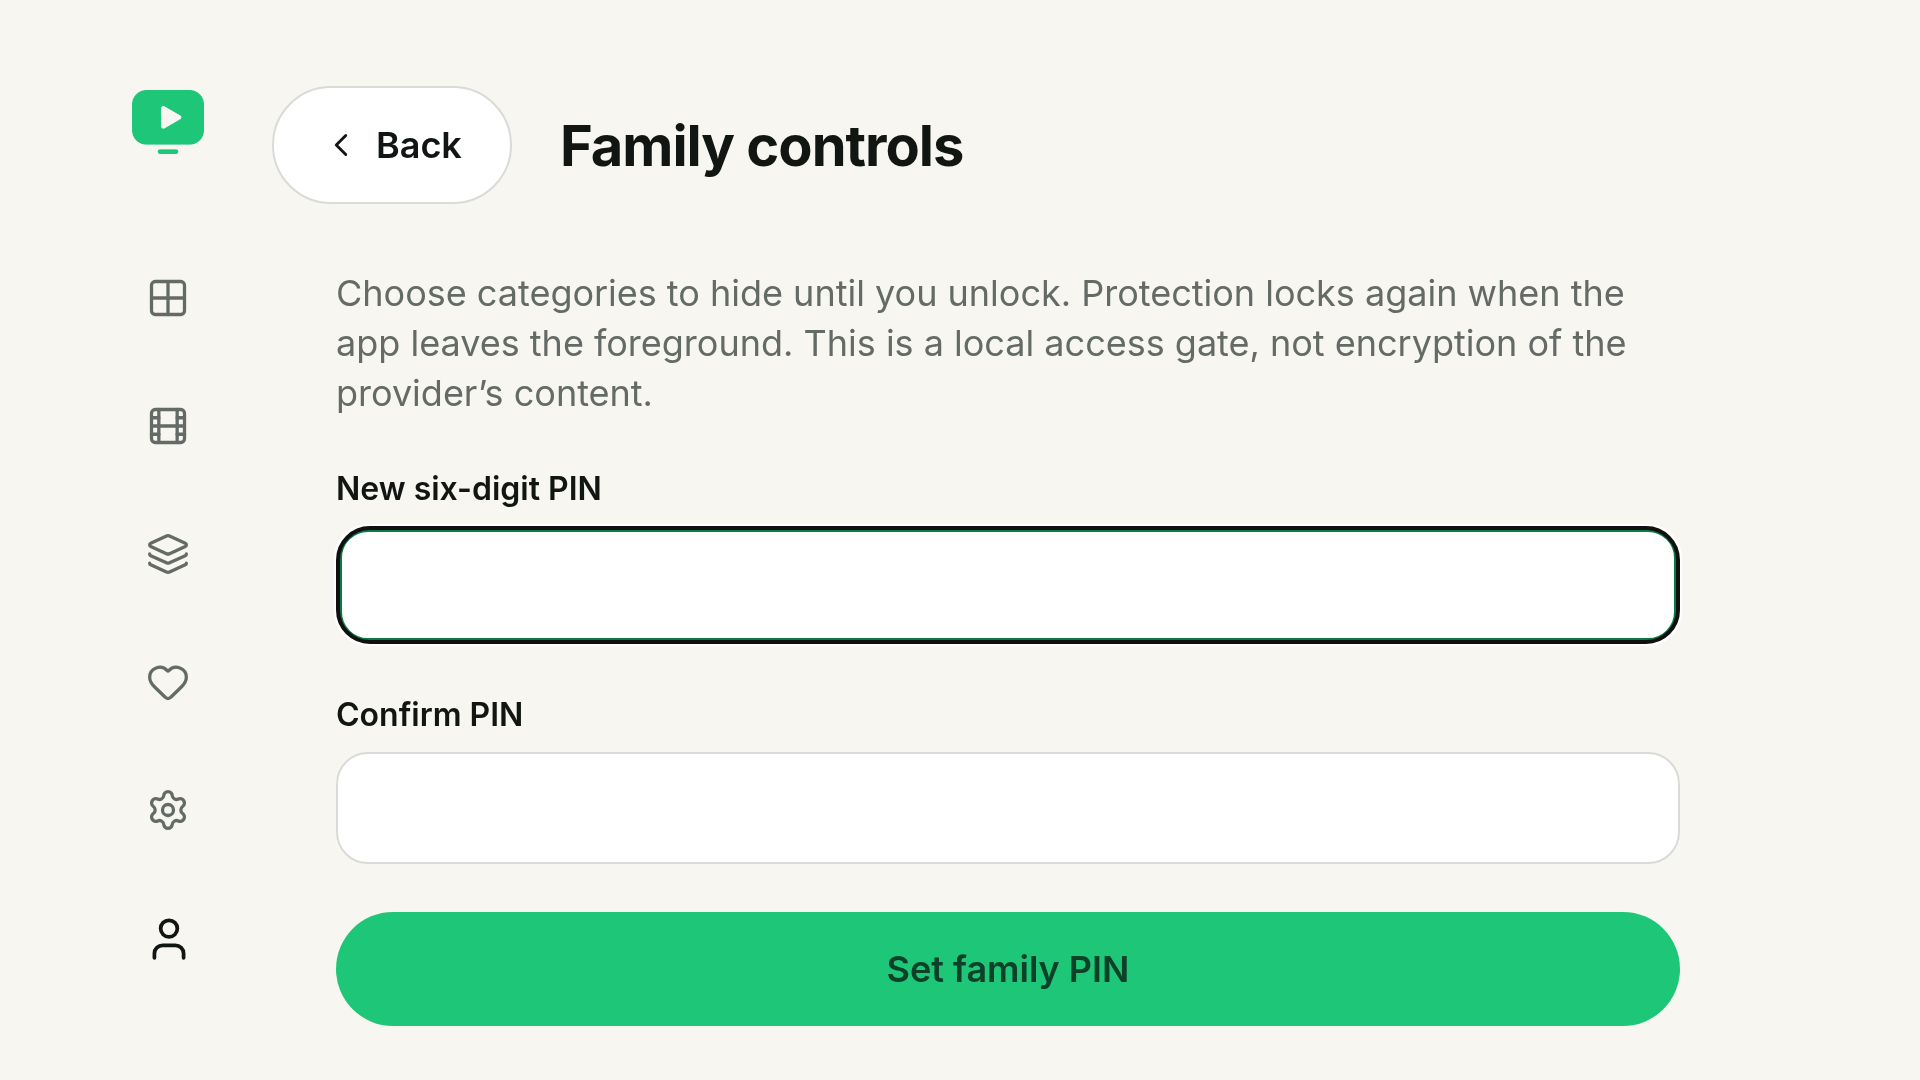 Back
Family controls
Choose categories to hide until you unlock. Protection locks again when the
app leaves the foreground. This is a local access gate, not encryption of the
provider’s content.
New six-digit PIN
Confirm PIN
Set family PIN